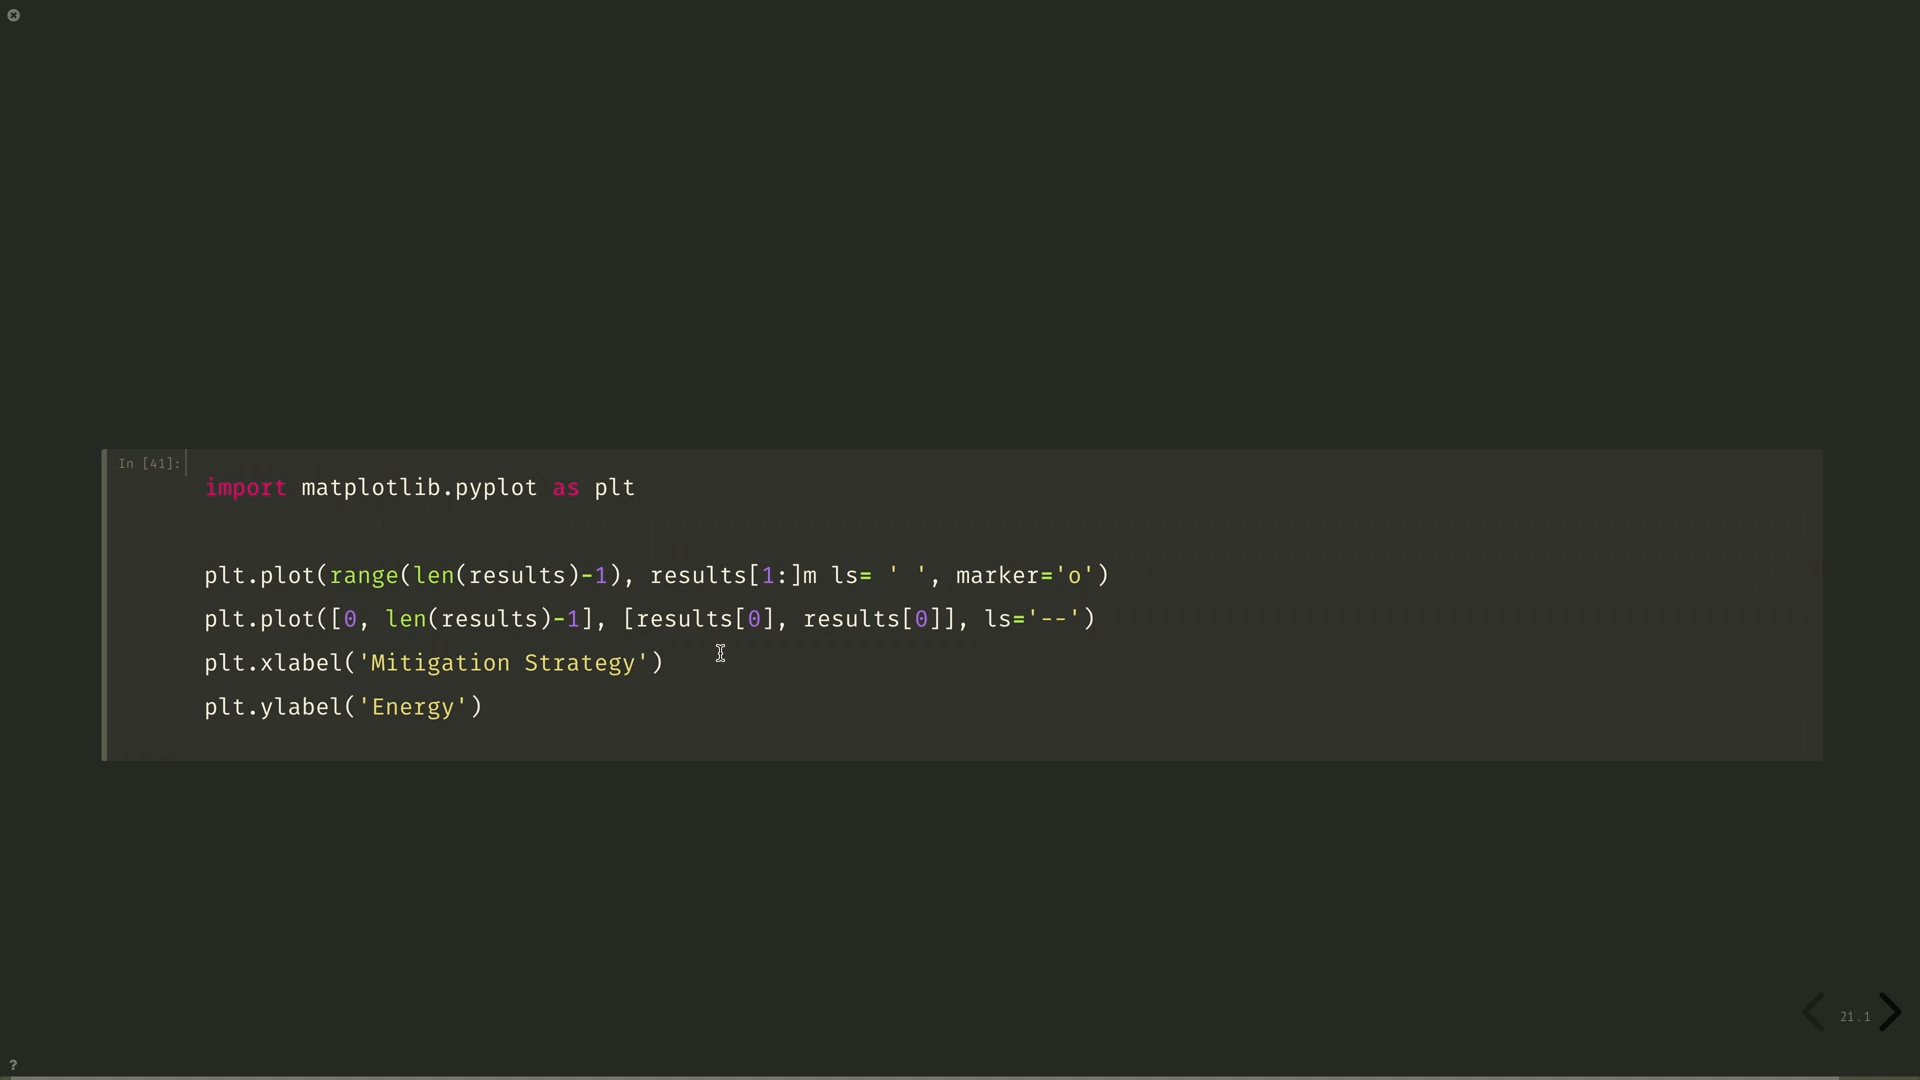 In [41]:
import matplotlib.pyplot as plt
plt.plot(range(len(results)-1), results[1:]m ls= ' ', marker='o')
plt.plot([0, len(results)-1], [results[0], results[0]], ls='--')
plt.xlabel('Mitigation Strategy')
plt.ylabel('Energy')
21.1
?